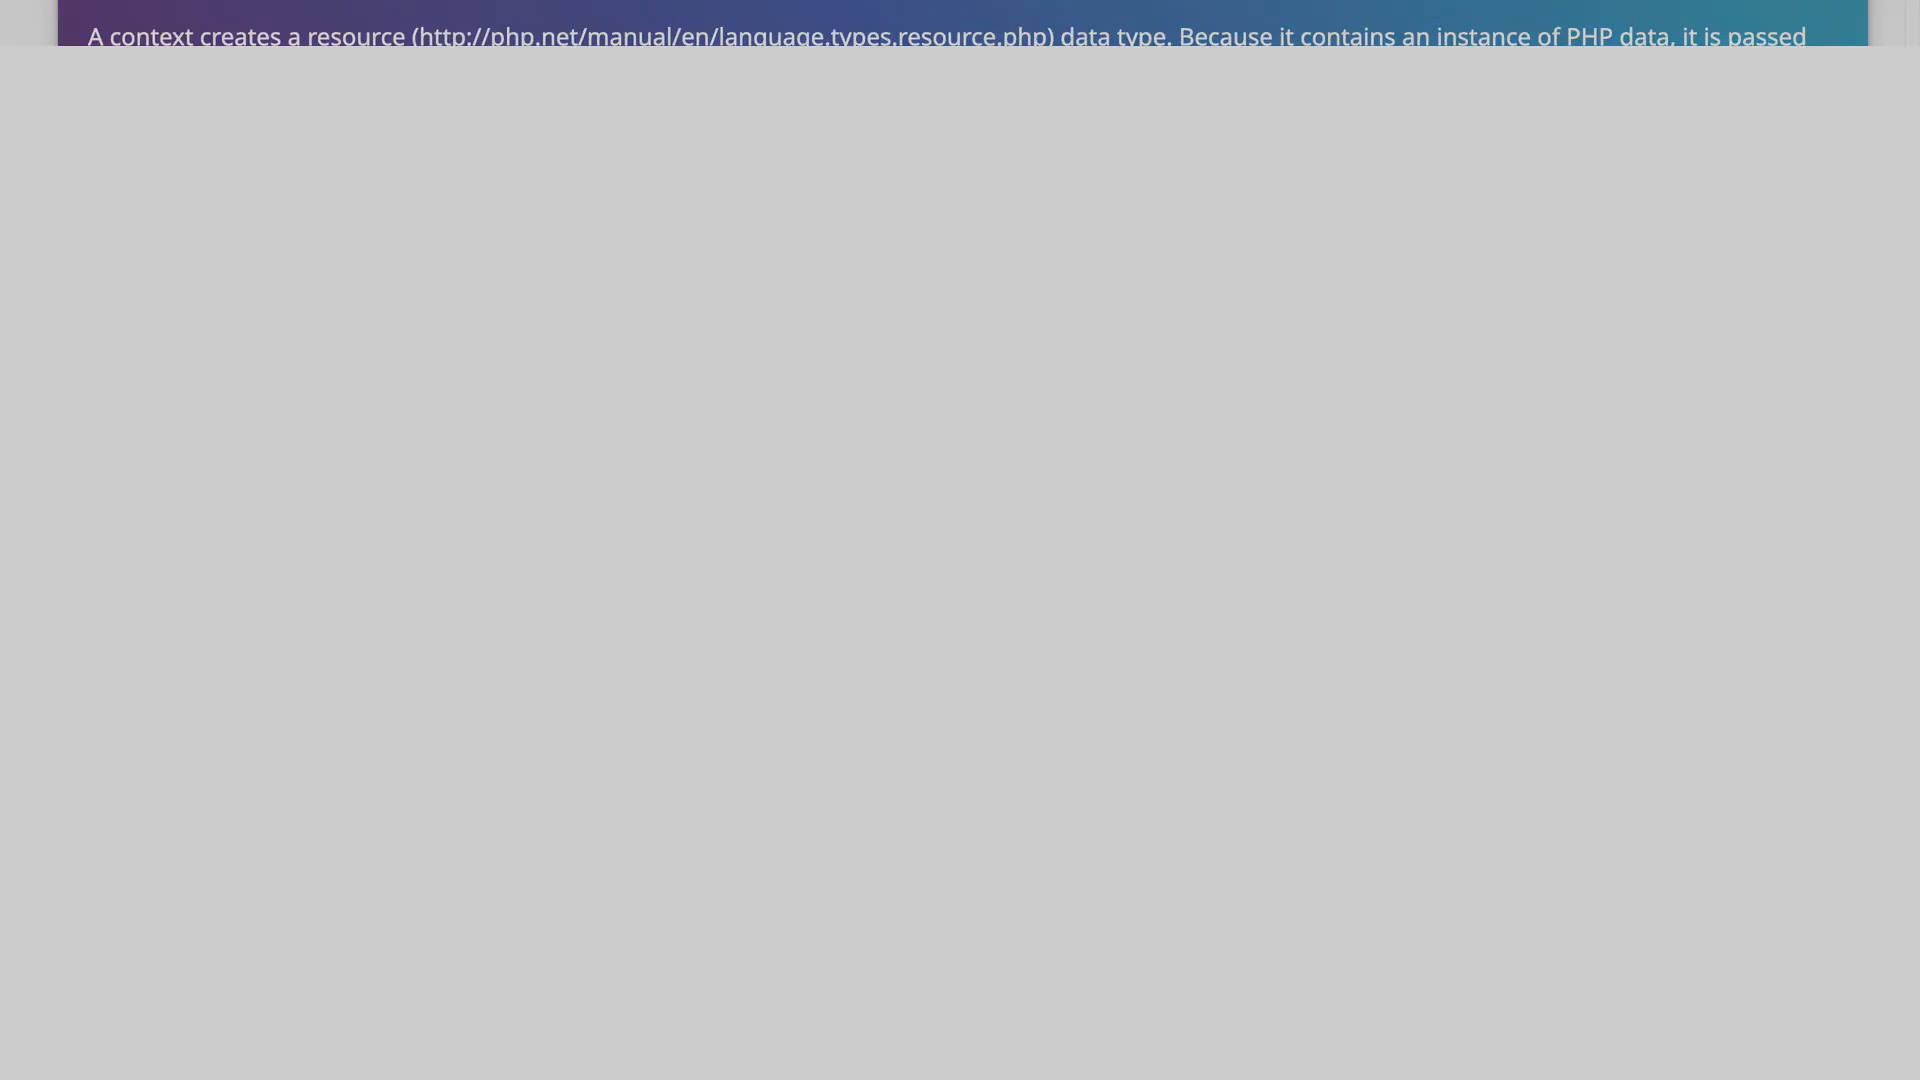 A context creates a resource (http://php.net/manual/en/language.types.resource.php) data type. Because it contains an instance of PHP data, it is passed